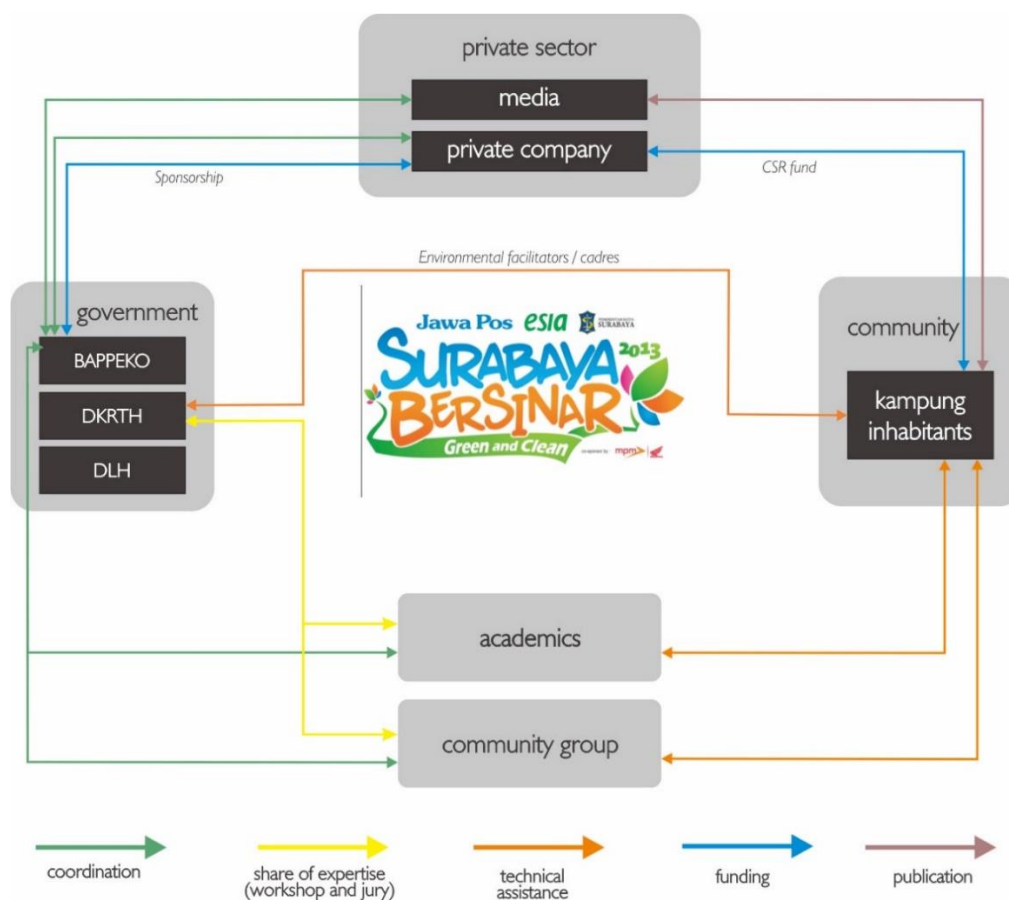 private sector
media
private company
Sponsorship
CSR fund
Environmental facilitators / cadres
government
BAPPEKO
DKRTH
DLH
Jawa Pos esia
SURABAYA
SURABAYA 2013
BERSINAR
Green and Clean
mpm
community
kampung
inhabitants
academics
community group
coordination
share of expertise
(workshop and jury)
technical
assistance
funding
publication